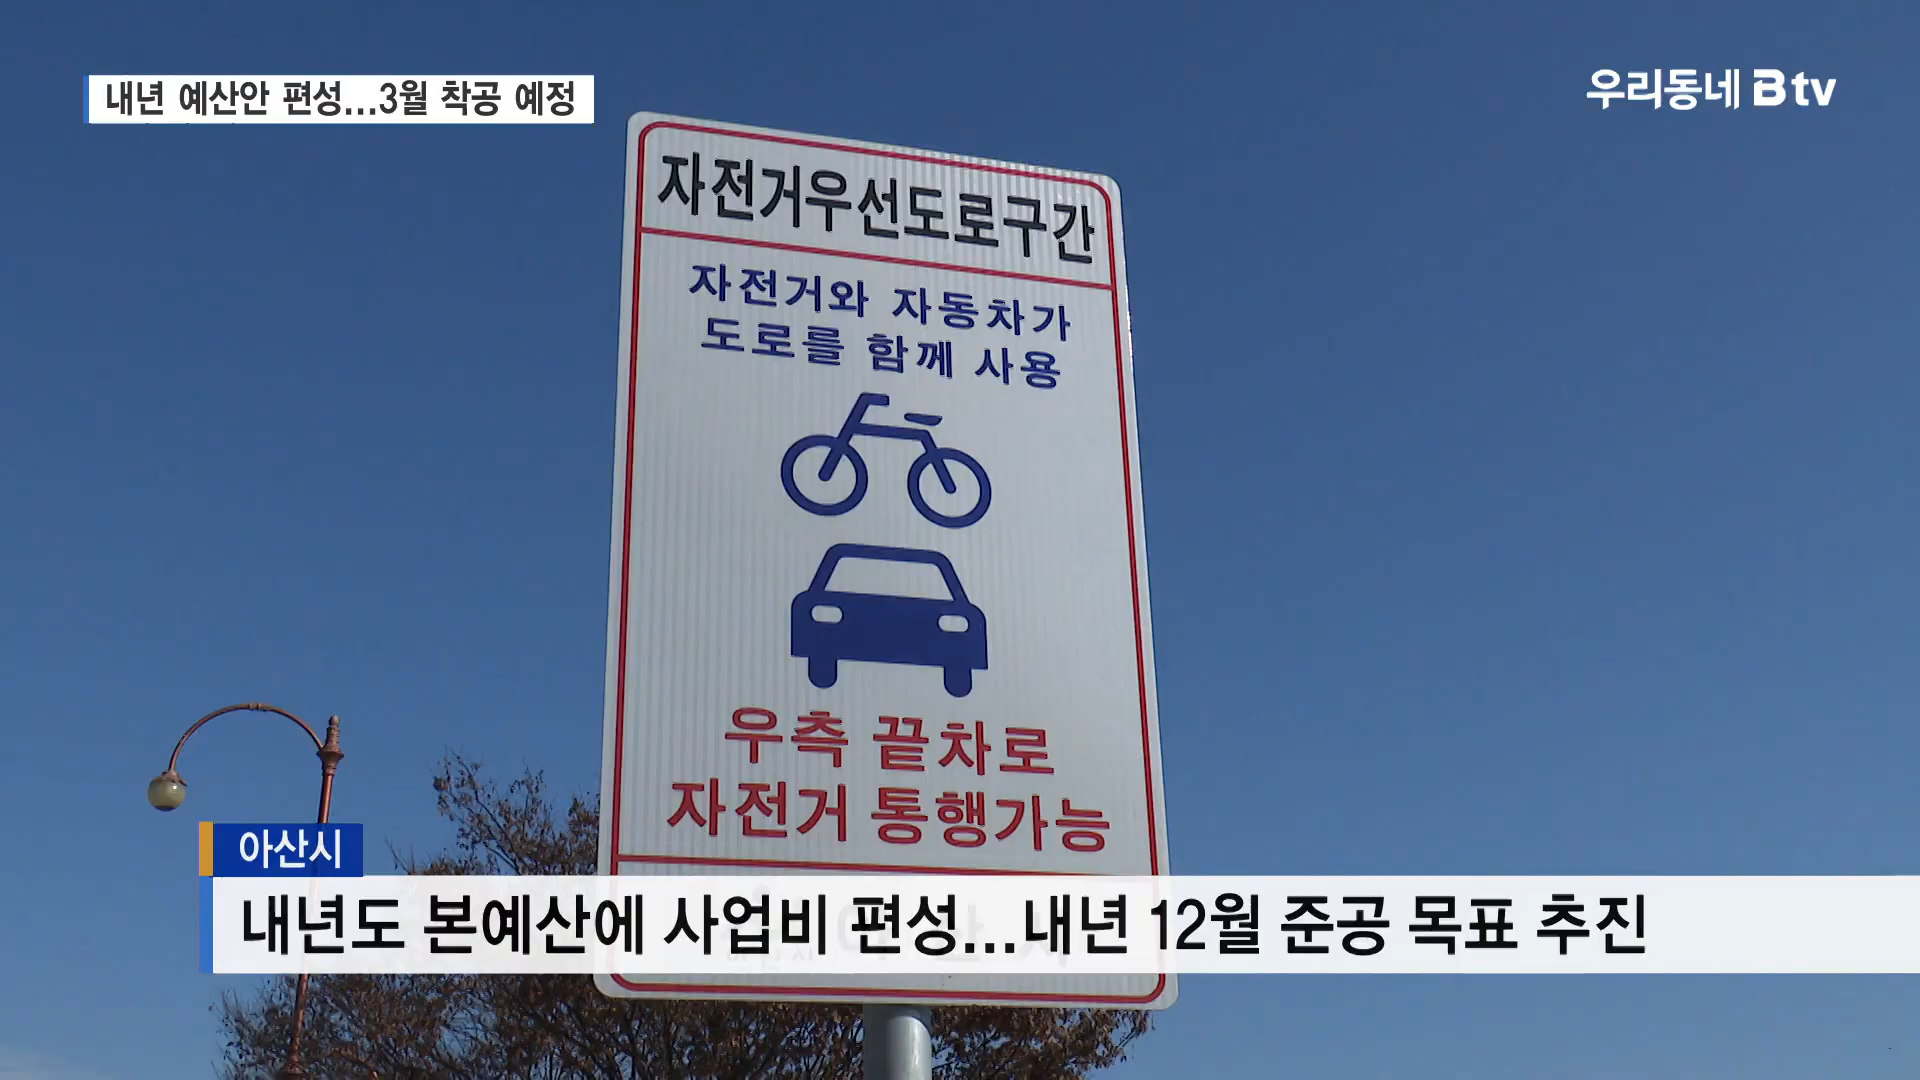 내년 예산안 편성...3월 착공 예정
우리동네 B tv
자전거우선도로구간
자전거와 자동차가
도로를 함께 사용
우측 끝차로
자전거 통행가능
아산시
내년도 본예산에 사업비 편성...내년 12월 준공 목표 추진